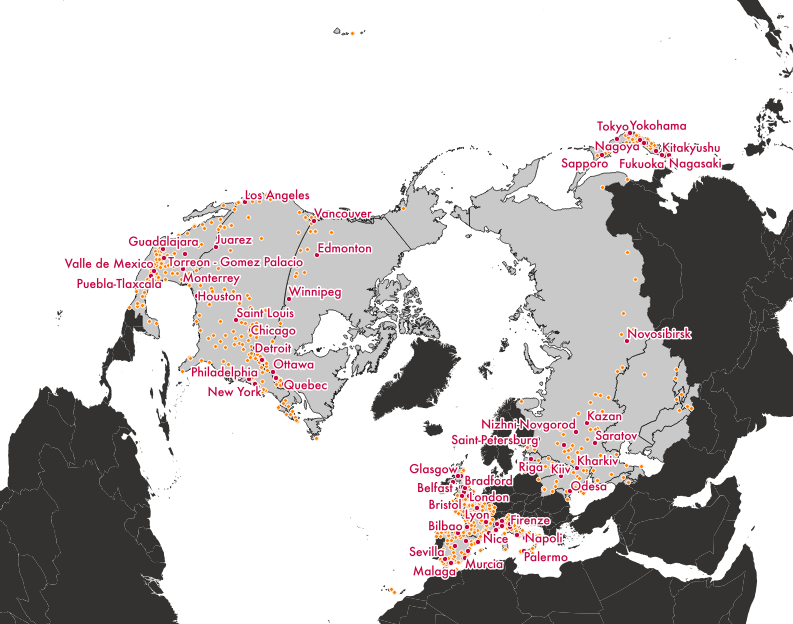 Tokyo
Yokohama
Nagoya
Kitakyushu
Sapporo
Fukuoka
Nagasaki
Los Angeles
Vancouver
Guadalajara
Juarez
Edmonton
Valle de Mexico
Torreon - Gomez Palacio
Puebla-Tlaxcala
Monterrey
Houston
Winnipeg
Saint Louis
Chicago
Novosibirsk
Detroit
Ottawa
Philadelphia
Quebec
New York
Kazan
Nizhni-Novgorod
Saint-Petersburg
Saratov
Glasgow
Riga
Kiiv
Kharkiv
Belfast
Bradford
Odesa
London
Bristol
Lyon
Firenze
Bilbao
Nice
Napoli
Sevilla
Palermo
Murcia
Malaga